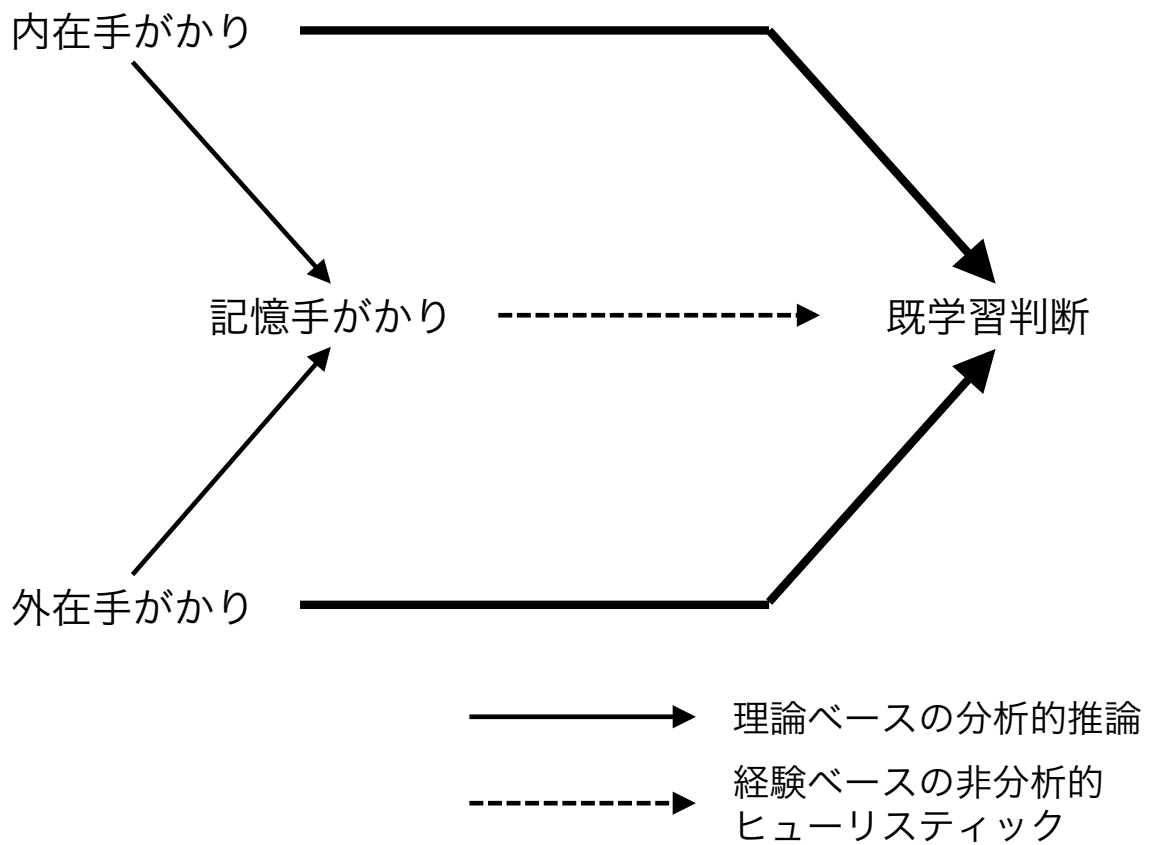 内在手がかり
記憶手がかり
既学習判断
外在手がかり
理論ベースの分析的推論
経験ベースの非分析的
ヒューリスティック